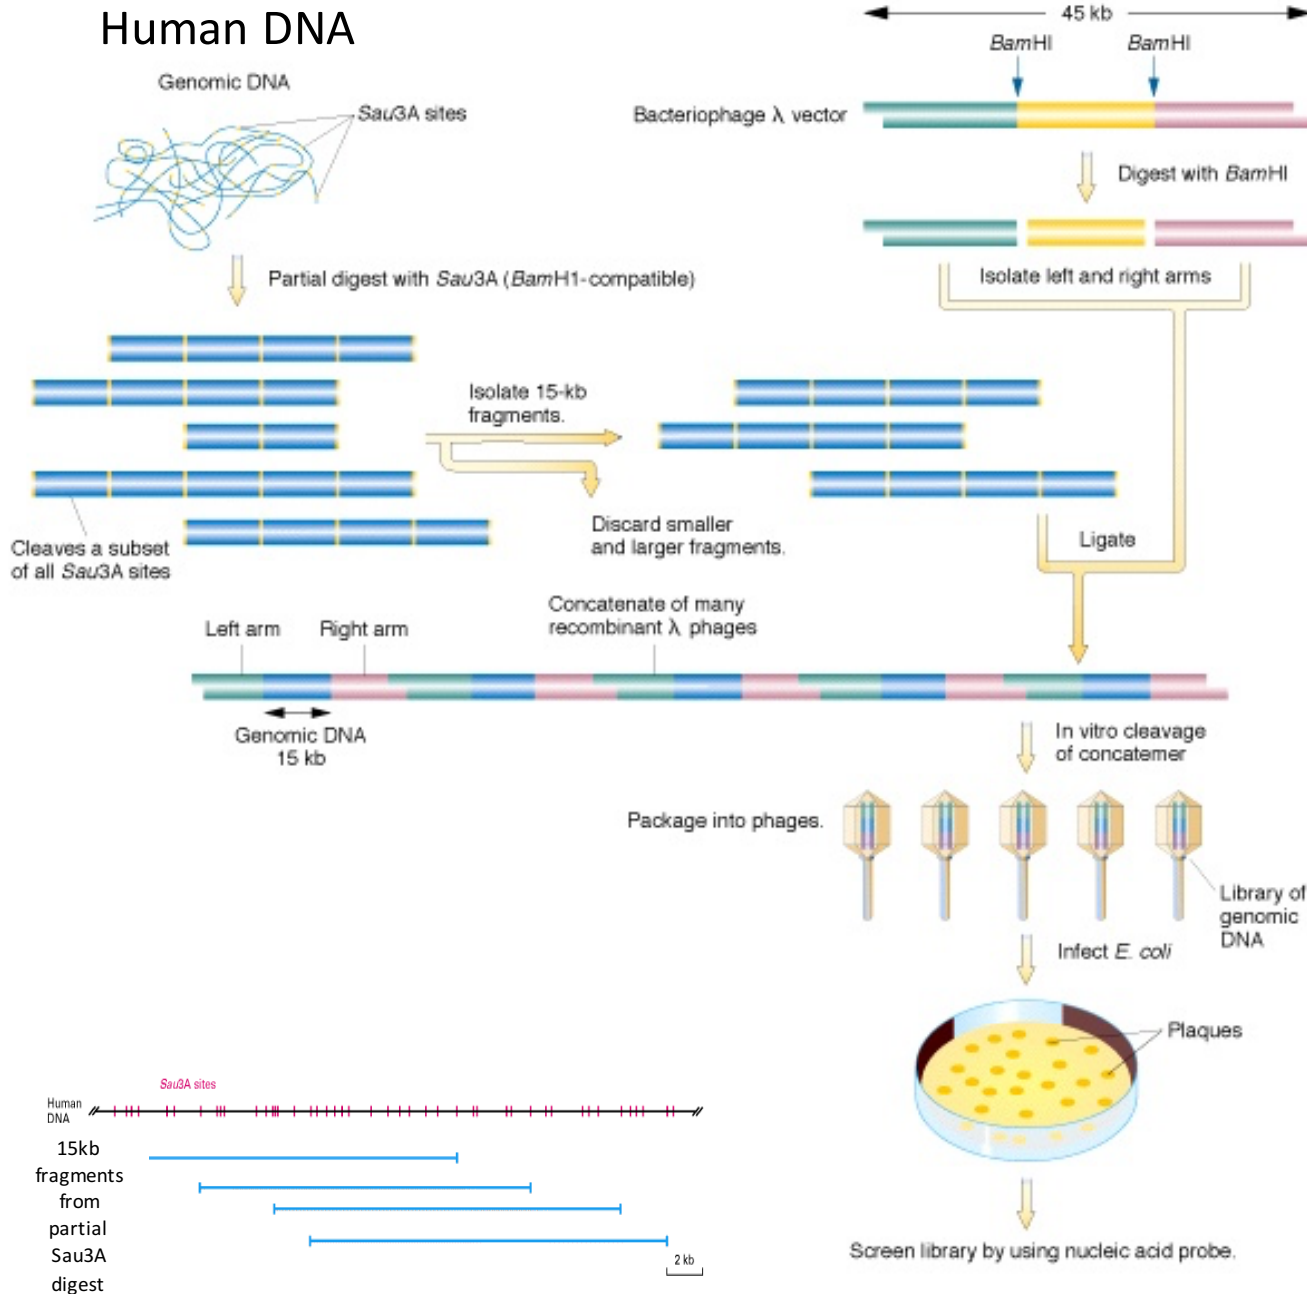 Human DNA
Genomic DNA
Sau3A sites
45 kb
BamHI
BamHI
Bacteriophage λ vector
Digest with BamHI
Isolate left and right arms
Partial digest with Sau3A (BamH1-compatible)
Isolate 15-kb
fragments.
Discard smaller
and larger fragments.
Cleaves a subset
of all Sau3A sites
Ligate
Left arm
Right arm
Concatenate of many
recombinant λ phages
Genomic DNA
15 kb
In vitro cleavage
of concatemer
Package into phages.
Library of
genomic
DNA
Infect E. coli
Plaques
Screen library by using nucleic acid probe.
Sau3A sites
Human
DNA
15kb
fragments
from
partial
Sau3A
digest
2 kb